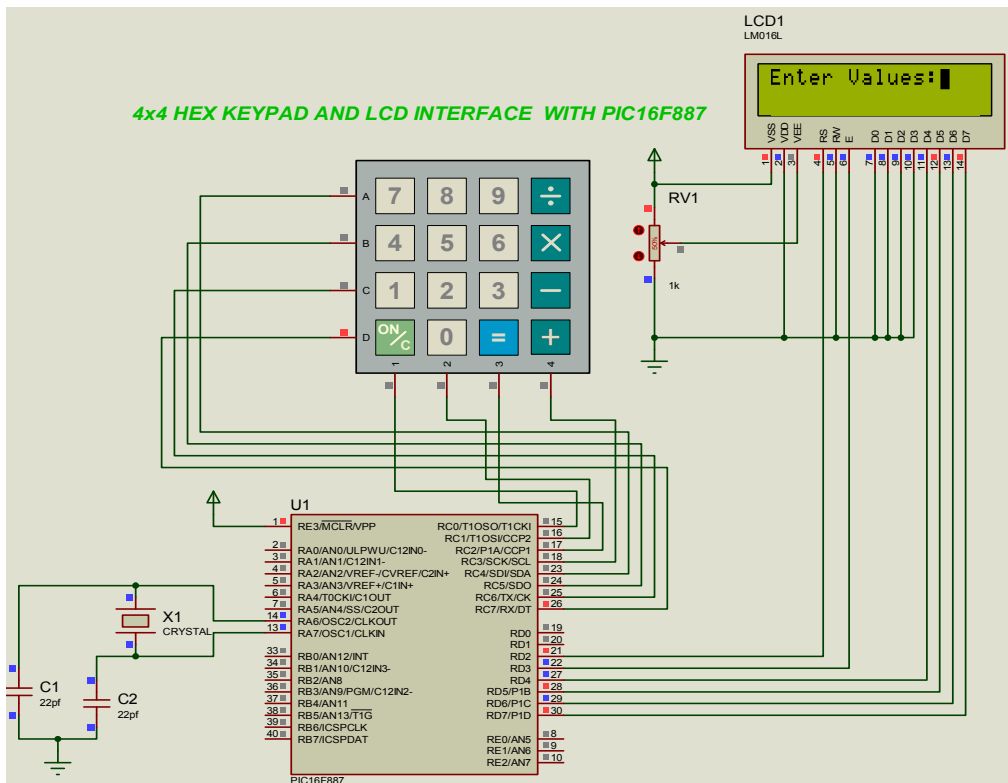 LCD1
LM016L
Enter Values:
4x4 HEX KEYPAD AND LCD INTERFACE WITH PIC16F887
VSS VDD VEE RS RW E D0 D1 D2 D3 D4 D5 D6 D7
1 2 3 4 5 6 7 8 9 10 11 12 13 14
RV1
50%
1k
A 7 8 9 ÷
B 4 5 6 ×
C 1 2 3 −
D ON/C 0 = +
1 2 3 4
U1
1 RE3/MCLR/VPP
2 RA0/AN0/ULPWU/C12IN0-
3 RA1/AN1/C12IN1-
4 RA2/AN2/VREF-/CVREF/C2IN+
5 RA3/AN3/VREF+/C1IN+
6 RA4/T0CKI/C1OUT
7 RA5/AN4/SS/C2OUT
14 RA6/OSC2/CLKOUT
13 RA7/OSC1/CLKIN
33 RB0/AN12/INT
34 RB1/AN10/C12IN3-
35 RB2/AN8
36 RB3/AN9/PGM/C12IN2-
37 RB4/AN11
38 RB5/AN13/T1G
39 RB6/ICSPCLK
40 RB7/ICSPDAT
RC0/T1OSO/T1CKI 15
RC1/T1OSI/CCP2 16
RC2/P1A/CCP1 17
RC3/SCK/SCL 18
RC4/SDI/SDA 23
RC5/SDO 24
RC6/TX/CK 25
RC7/RX/DT 26
RD0 19
RD1 20
RD2 21
RD3 22
RD4 27
RD5/P1B 28
RD6/P1C 29
RD7/P1D 30
RE0/AN5 8
RE1/AN6 9
RE2/AN7 10
PIC16F887
X1
CRYSTAL
C1
22pf
C2
22pf